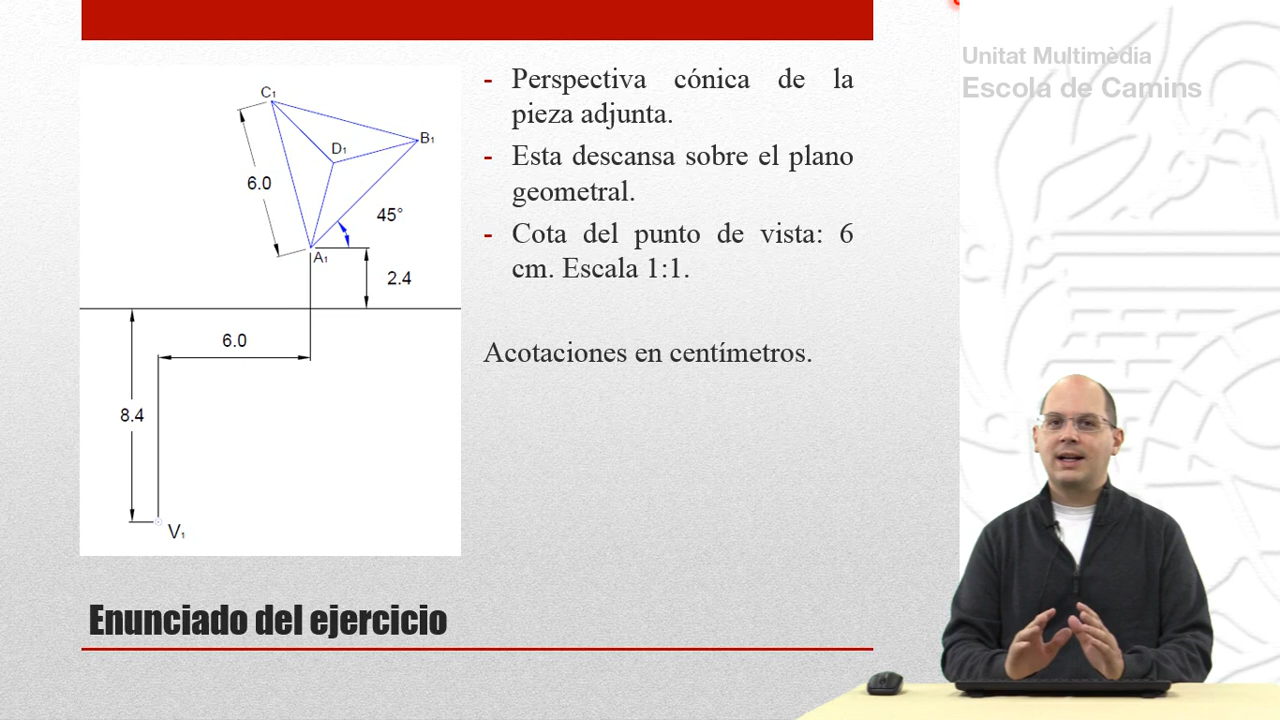 Unitat Multimèdia
Escola de Camins
C₁
B₁
D₁
6.0
45°
A₁
2.4
6.0
8.4
V₁
- Perspectiva cónica de la
pieza adjunta.
- Esta descansa sobre el plano
geometral.
- Cota del punto de vista: 6
cm. Escala 1:1.
Acotaciones en centímetros.
Enunciado del ejercicio